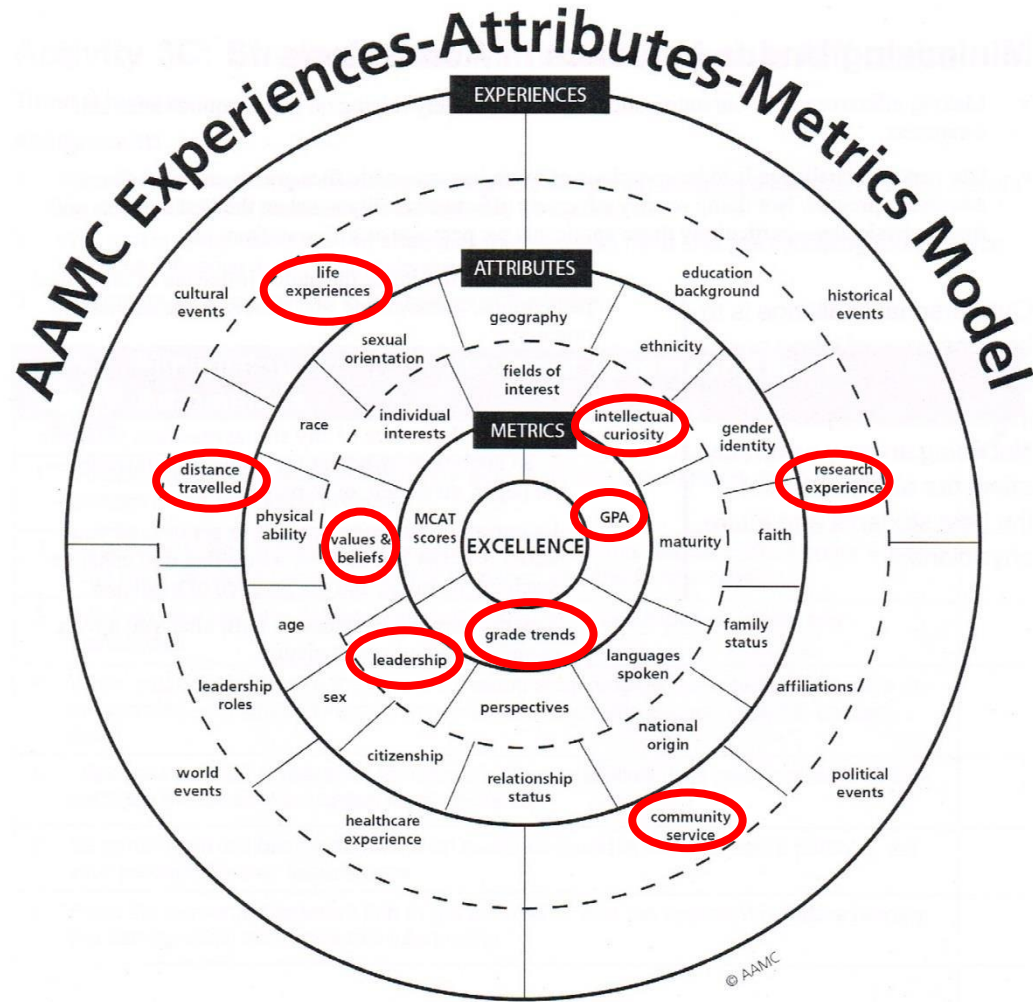 AAMC Experiences-Attributes-Metrics Model
EXPERIENCES
cultural
events
life
experiences
education
background
historical
events
distance
travelled
research
experience
leadership
roles
affiliations
world
events
healthcare
experience
community
service
political
events
ATTRIBUTES
geography
sexual
orientation
ethnicity
fields of
interest
individual
interests
intellectual
curiosity
race
gender
identity
physical
ability
values &
beliefs
maturity
faith
age
leadership
languages
spoken
family
status
sex
perspectives
national
origin
citizenship
relationship
status
METRICS
MCAT
scores
GPA
EXCELLENCE
grade trends
© AAMC